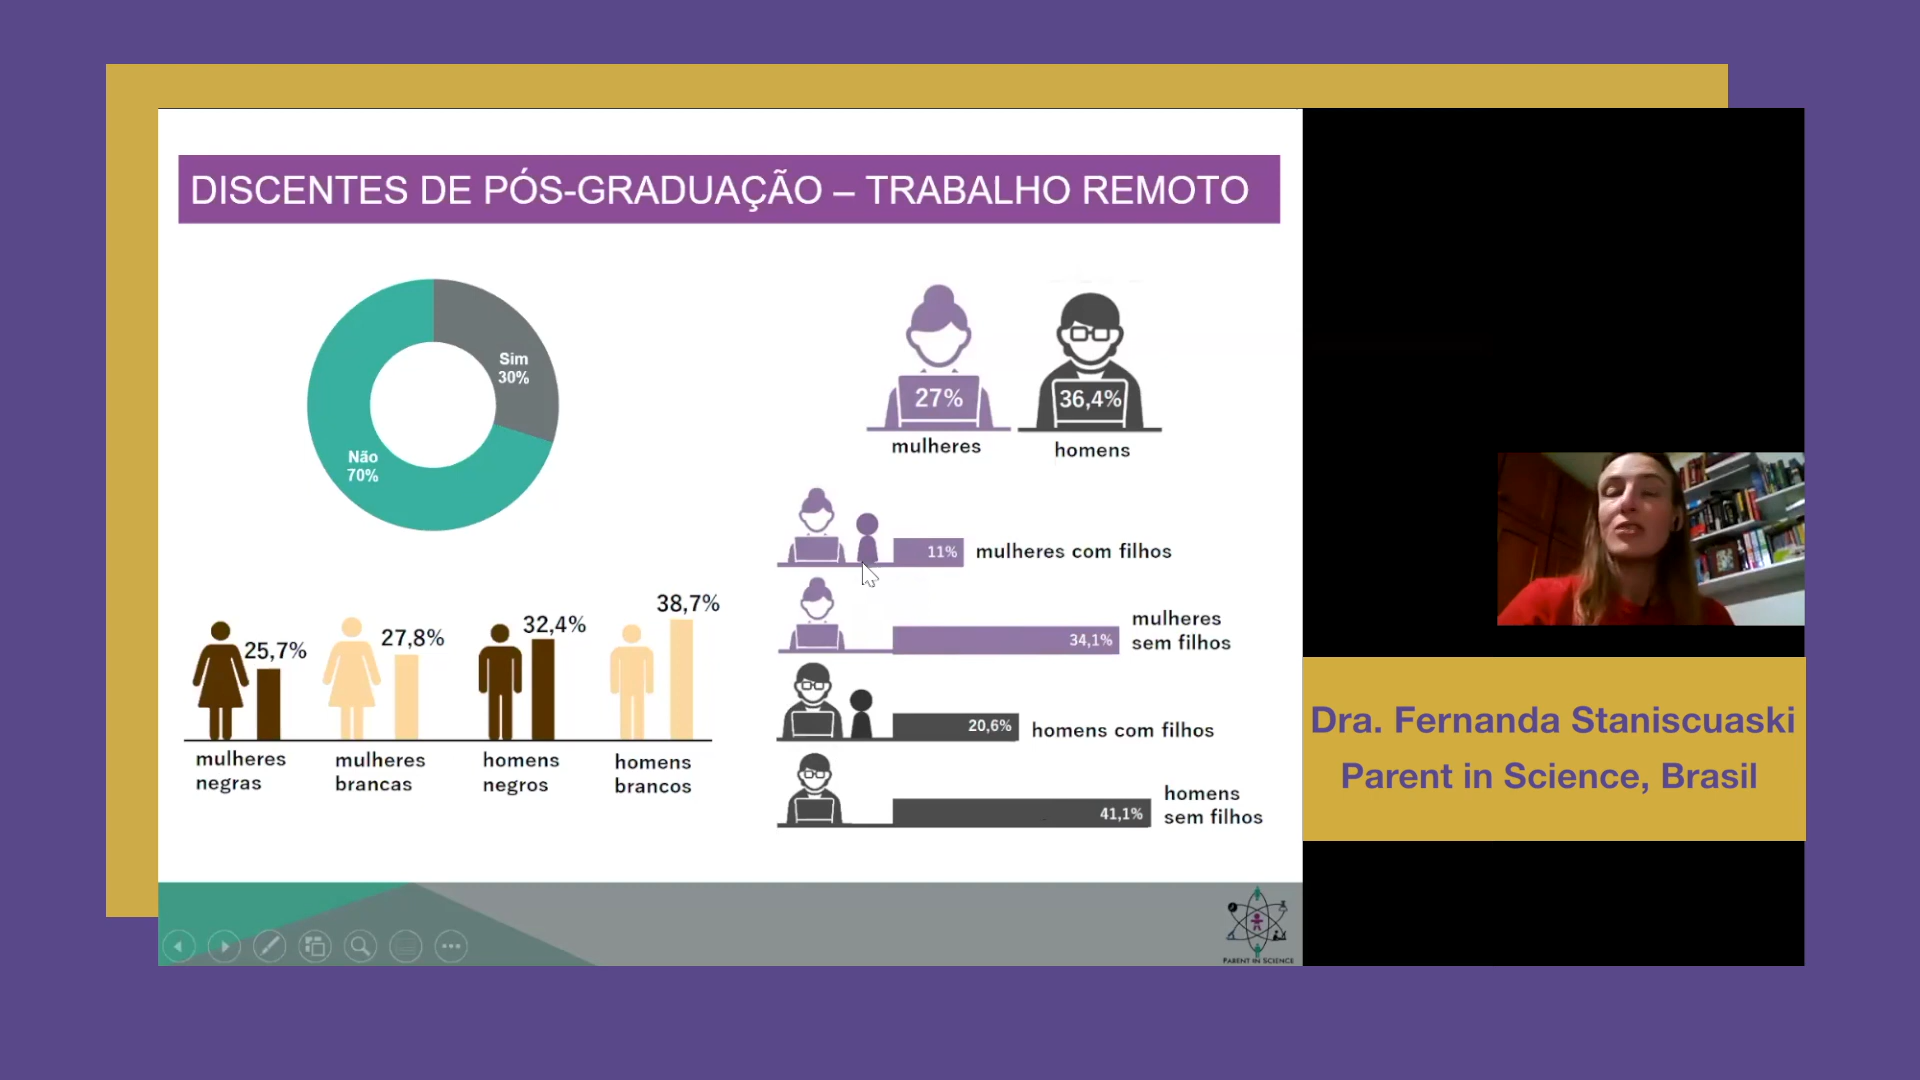 DISCENTES DE PÓS-GRADUAÇÃO – TRABALHO REMOTO
Sim
30%
Não
70%
27%
mulheres
36,4%
homens
11%
mulheres com filhos
34,1%
mulheres
sem filhos
20,6%
homens com filhos
41,1%
homens
sem filhos
25,7%
27,8%
32,4%
38,7%
mulheres
negras
mulheres
brancas
homens
negros
homens
brancos
PARENT IN SCIENCE
Dra. Fernanda Staniscuaski
Parent in Science, Brasil